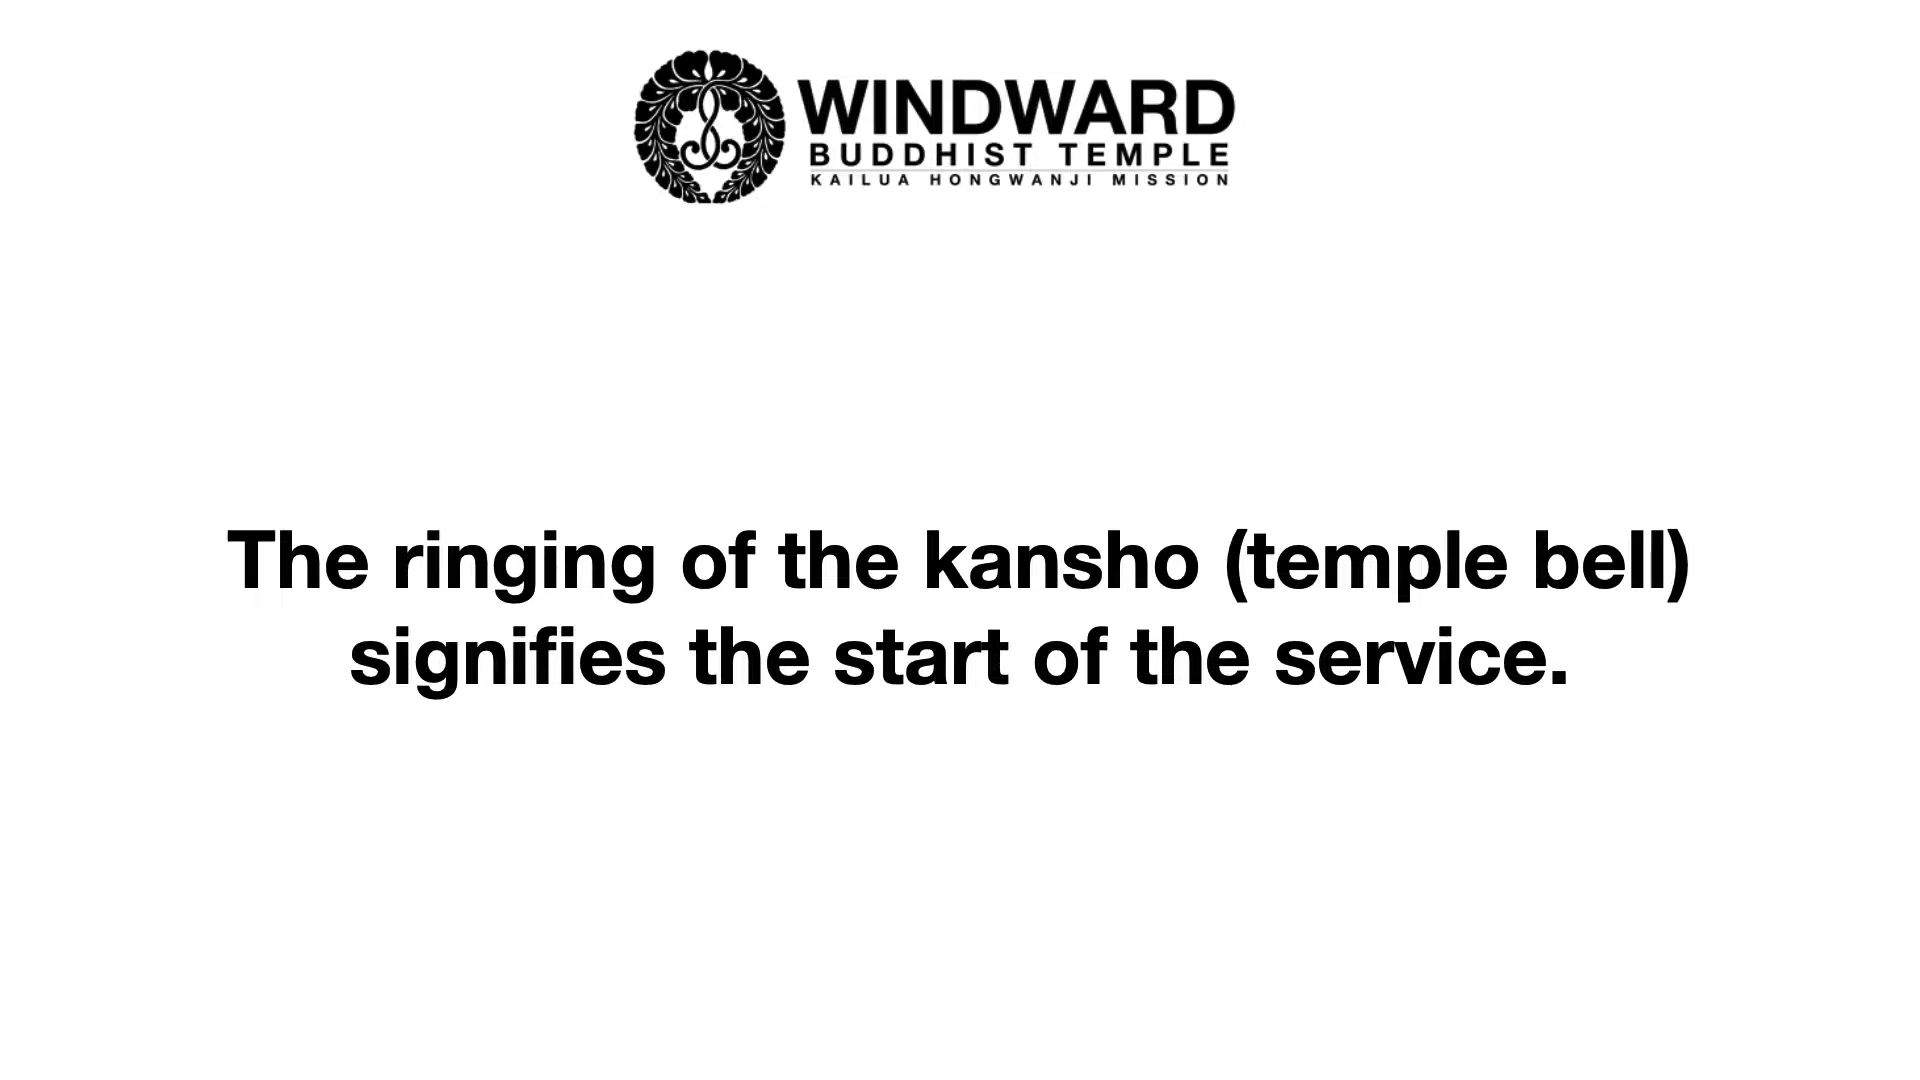 WINDWARD
BUDDHIST TEMPLE
KAILUA HONGWANJI MISSION
The ringing of the kansho (temple bell)
signifies the start of the service.